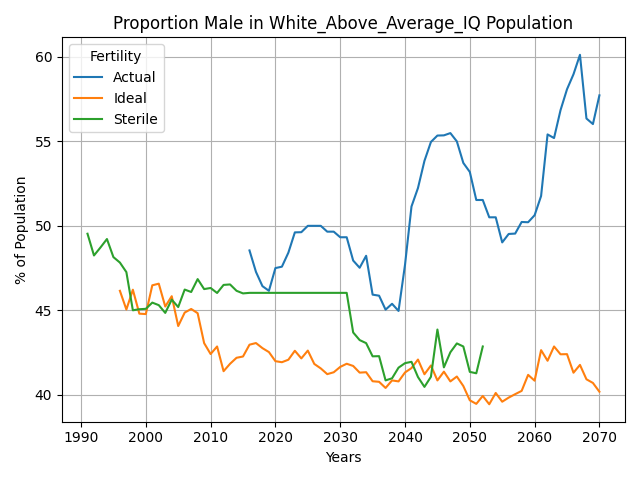 Proportion Male in White_Above_Average_IQ Population
% of Population
60
55
50
45
40
Fertility
Actual
Ideal
Sterile
1990 2000 2010 2020 2030 2040 2050 2060 2070
Years